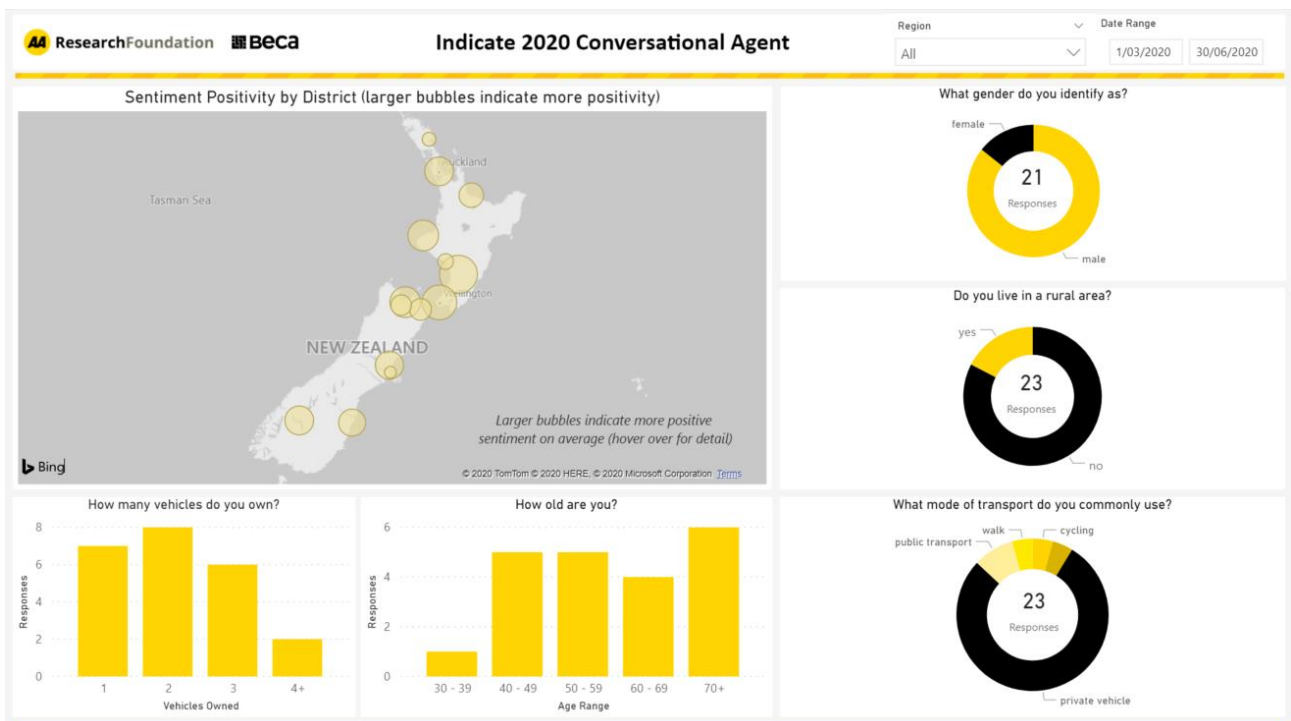 AA ResearchFoundation Beca
Indicate 2020 Conversational Agent
Region
All
Date Range
1/03/2020 30/06/2020
Sentiment Positivity by District (larger bubbles indicate more positivity)
Tasman Sea
NEW ZEALAND
Larger bubbles indicate more positive
sentiment on average (hover over for detail)
Bing
© 2020 TomTom © 2020 HERE, © 2020 Microsoft Corporation Terms
What gender do you identify as?
female
21
Responses
male
Do you live in a rural area?
yes
23
Responses
no
How many vehicles do you own?
Responses
8
6
4
2
0
1 2 3 4+
Vehicles Owned
How old are you?
Responses
6
4
2
0
30 - 39 40 - 49 50 - 59 60 - 69 70+
Age Range
What mode of transport do you commonly use?
walk cycling
public transport
23
Responses
private vehicle